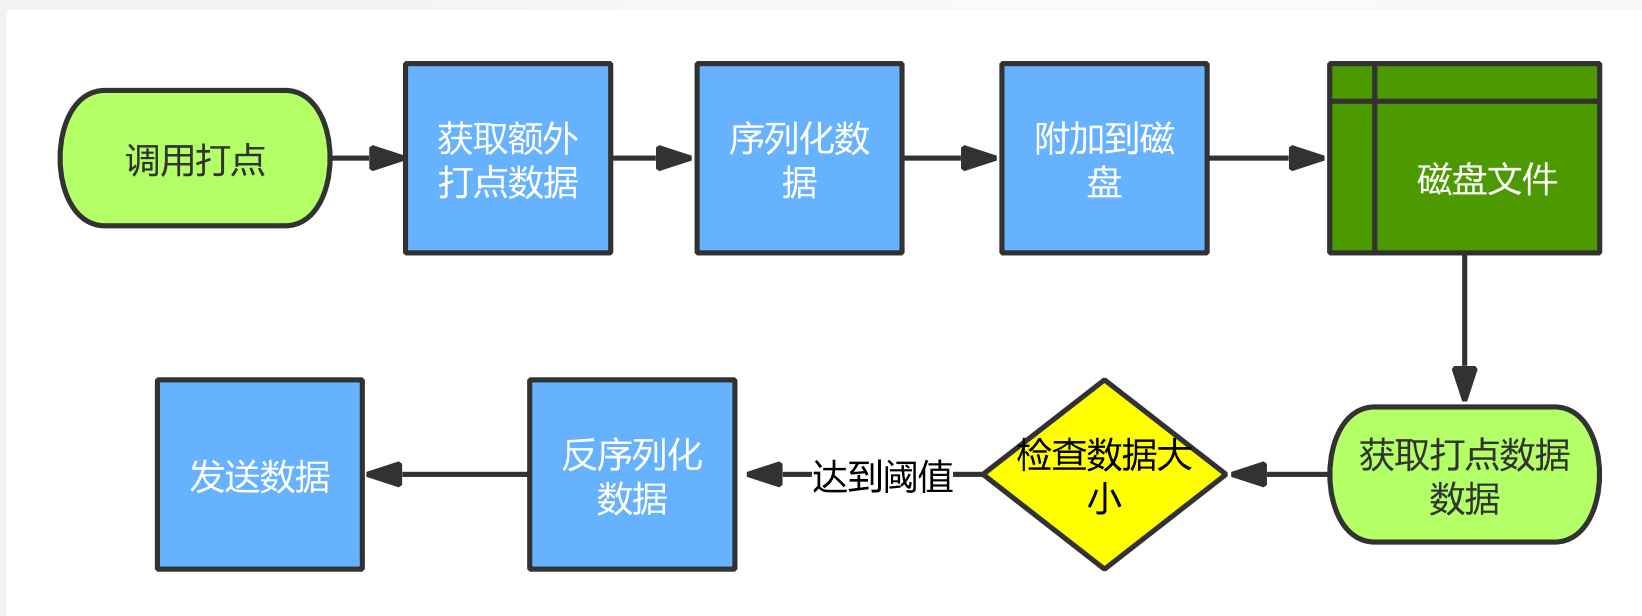 调用打点
获取额外
打点数据
序列化数
据
附加到磁
盘
磁盘文件
发送数据
反序列化
数据
达到阈值
检查数据大
小
获取打点数据
数据